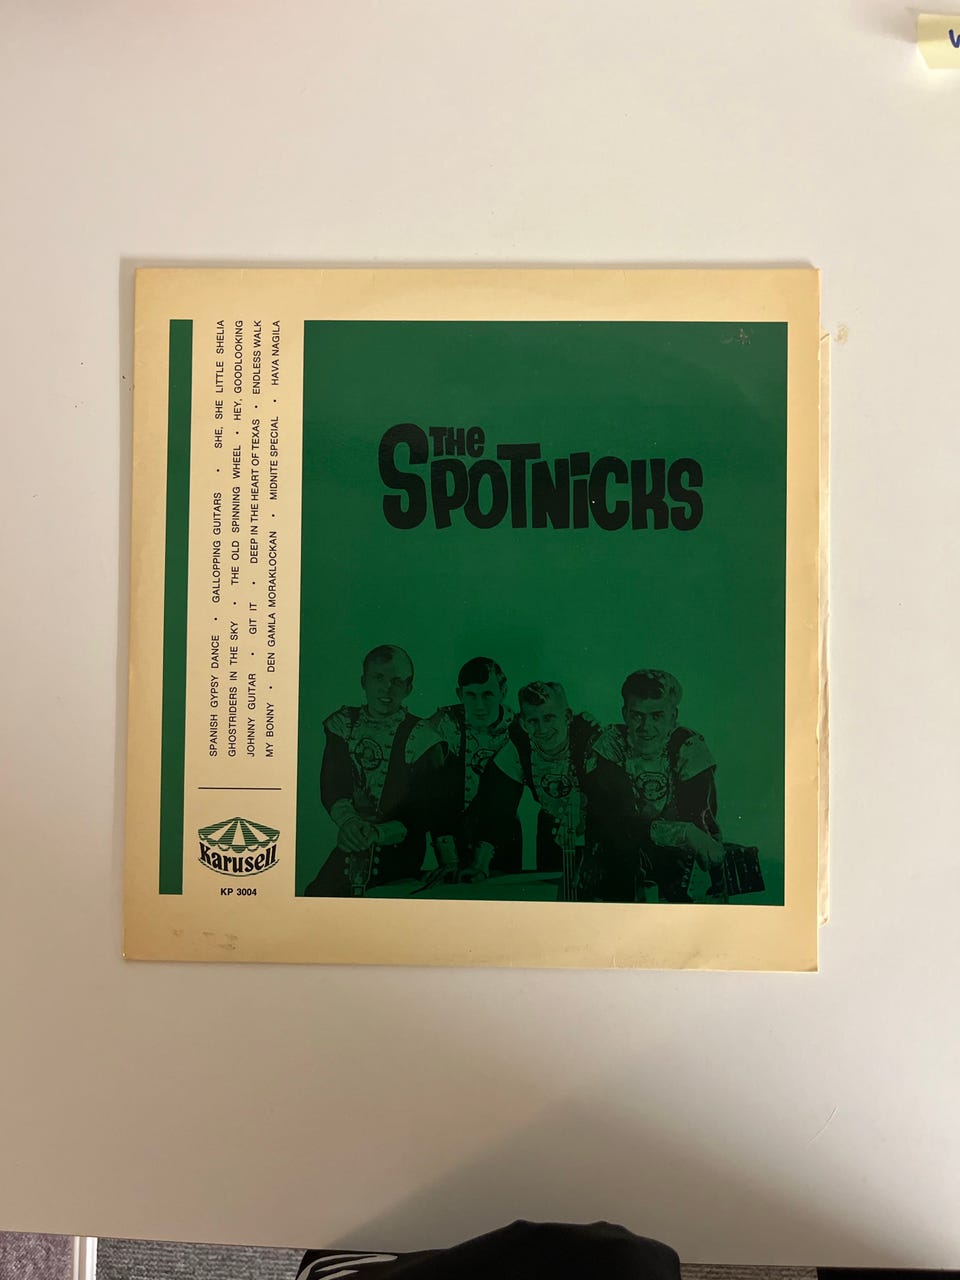 THE
SPOTNICKS
SPANISH GYPSY DANCE • GALLOPPING GUITARS • SHE, SHE LITTLE SHELIA
GHOSTRIDERS IN THE SKY • THE OLD SPINNING WHEEL • HEY, GOODLOOKING
JOHNNY GUITAR • GIT IT • DEEP IN THE HEART OF TEXAS • ENDLESS WALK
MY BONNY • DEN GAMLA MORAKLOCKAN • MIDNITE SPECIAL • HAVA NAGILA
Karusell
KP 3004